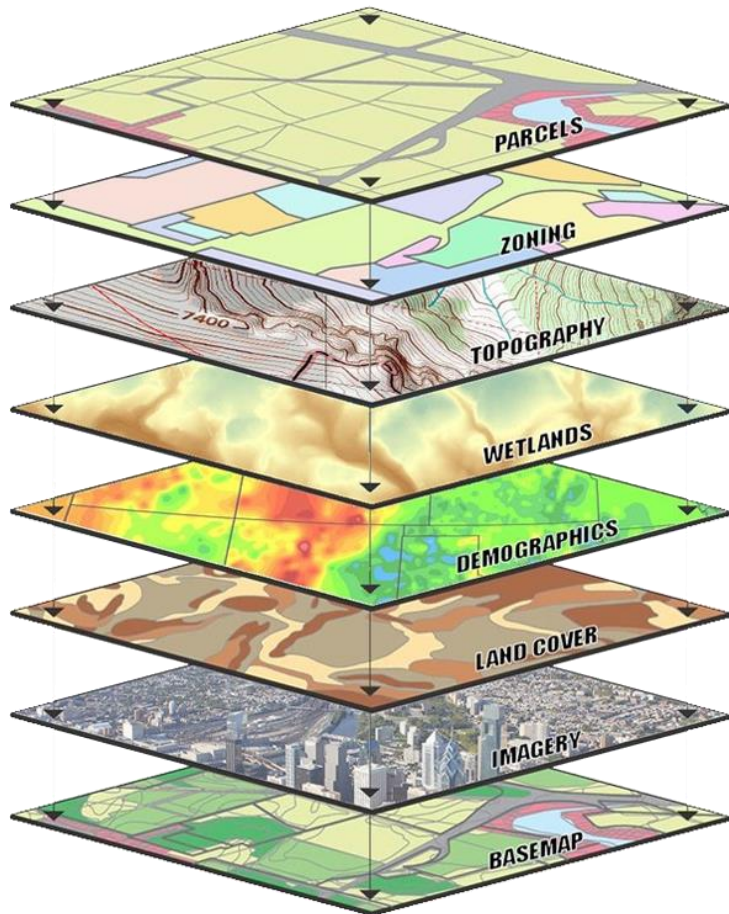 PARCELS
ZONING
7400
TOPOGRAPHY
WETLANDS
DEMOGRAPHICS
LAND COVER
IMAGERY
BASEMAP